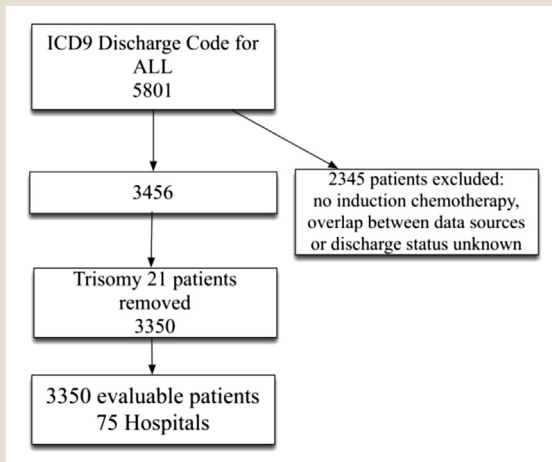 ICD9 Discharge Code for
ALL
5801
3456
2345 patients excluded:
no induction chemotherapy,
overlap between data sources
or discharge status unknown
Trisomy 21 patients
removed
3350
3350 evaluable patients
75 Hospitals